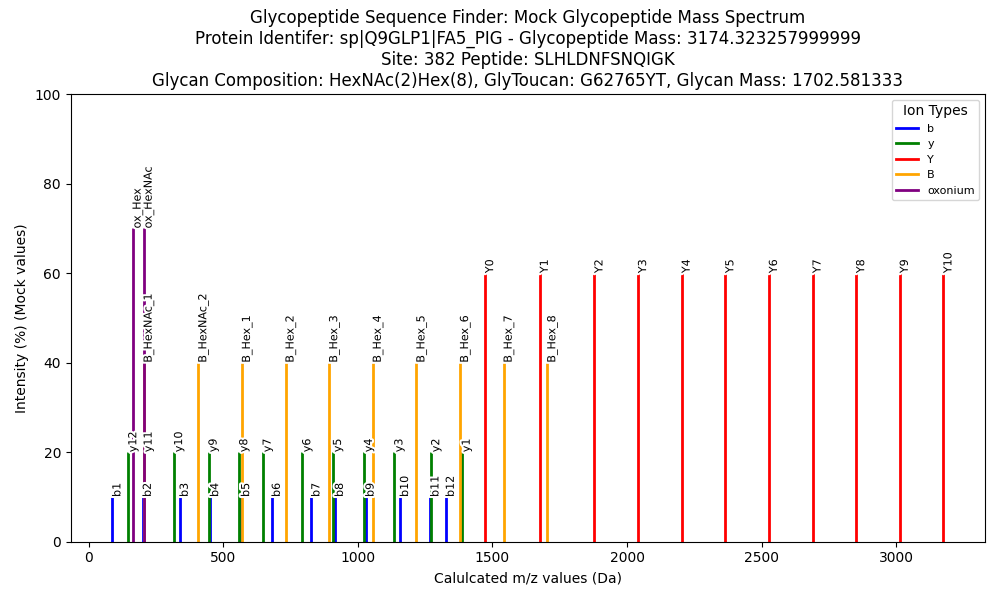 Glycopeptide Sequence Finder: Mock Glycopeptide Mass Spectrum
Protein Identifer: sp|Q9GLP1|FA5_PIG - Glycopeptide Mass: 3174.323257999999
Site: 382 Peptide: SLHLDNFSNQIGK
Glycan Composition: HexNAc(2)Hex(8), GlyToucan: G62765YT, Glycan Mass: 1702.581333
Intensity (%) (Mock values)
100
80
60
40
20
0
Ion Types
b
y
Y
B
oxonium
ox_Hex
ox_HexNAc
Y0
Y1
Y2
Y3
Y4
Y5
Y6
Y7
Y8
Y9
Y10
B_HexNAc_1
B_HexNAc_2
B_Hex_1
B_Hex_2
B_Hex_3
B_Hex_4
B_Hex_5
B_Hex_6
B_Hex_7
B_Hex_8
y12
y11
y10
y9
y8
y7
y6
y5
y4
y3
y2
y1
b1
b2
b3
b4
b5
b6
b7
b8
b9
b10
b11
b12
0
500
1000
1500
2000
2500
3000
Calulcated m/z values (Da)